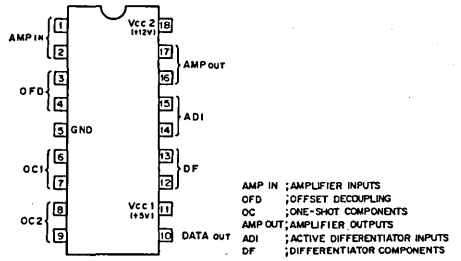 1 Vcc 2 18
(+12V)
AMP IN
2 17
AMP OUT
3 16
OFD
4 15
ADI
5 GND 14
6 13
OC1 DF
7 12
8 Vcc 1 11
(+5V)
OC2
9 10 DATA OUT
AMP IN ; AMPLIFIER INPUTS
OFD ; OFFSET DECOUPLING
OC ; ONE-SHOT COMPONENTS
AMP OUT ; AMPLIFIER OUTPUTS
ADI ; ACTIVE DIFFERENTIATOR INPUTS
DF ; DIFFERENTIATOR COMPONENTS